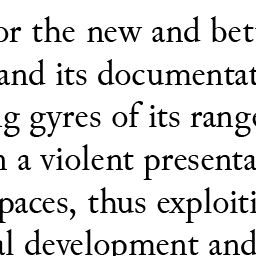 or the new and bett
and its documentat
g gyres of its range
a violent presenta
paces, thus exploiti
al development and